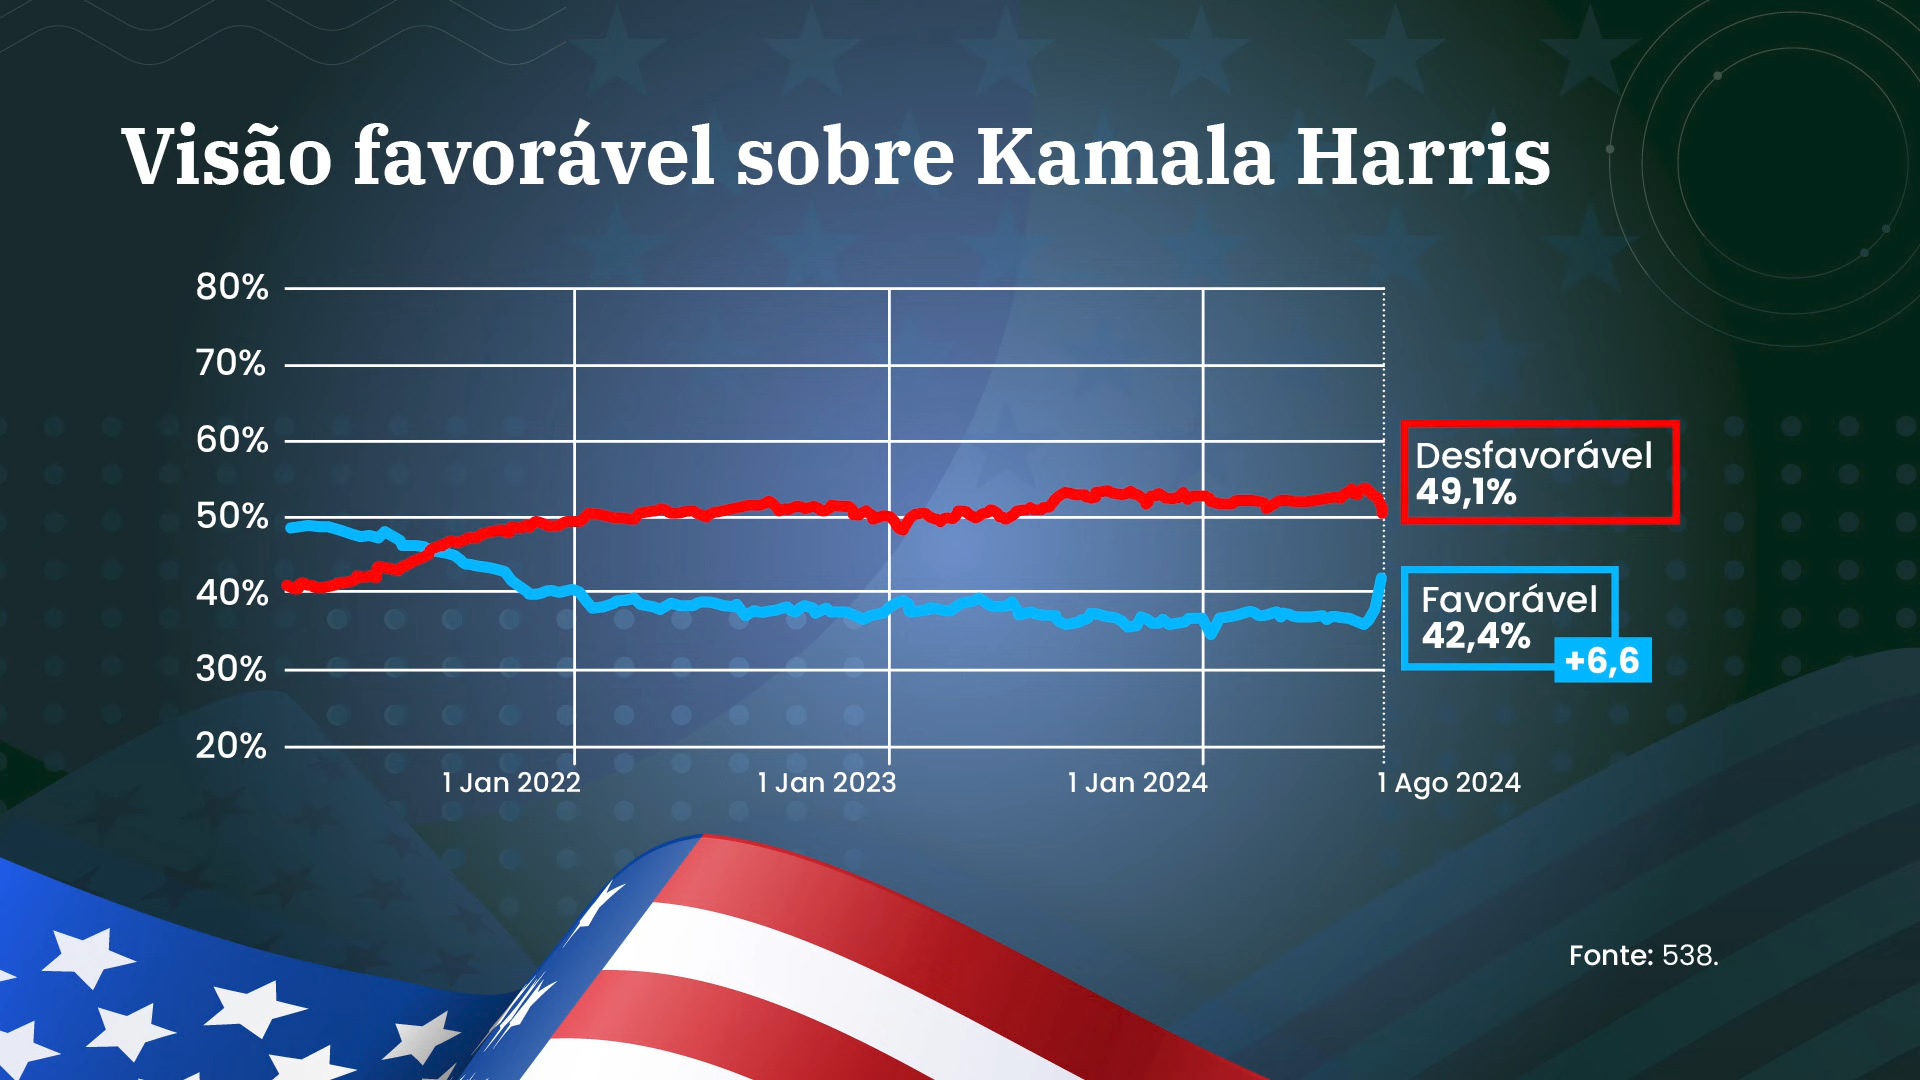 Visão favorável sobre Kamala Harris
80%
70%
60%
50%
40%
30%
20%
1 Jan 2022
1 Jan 2023
1 Jan 2024
1 Ago 2024
Desfavorável
49,1%
Favorável
42,4%
+6,6
Fonte: 538.